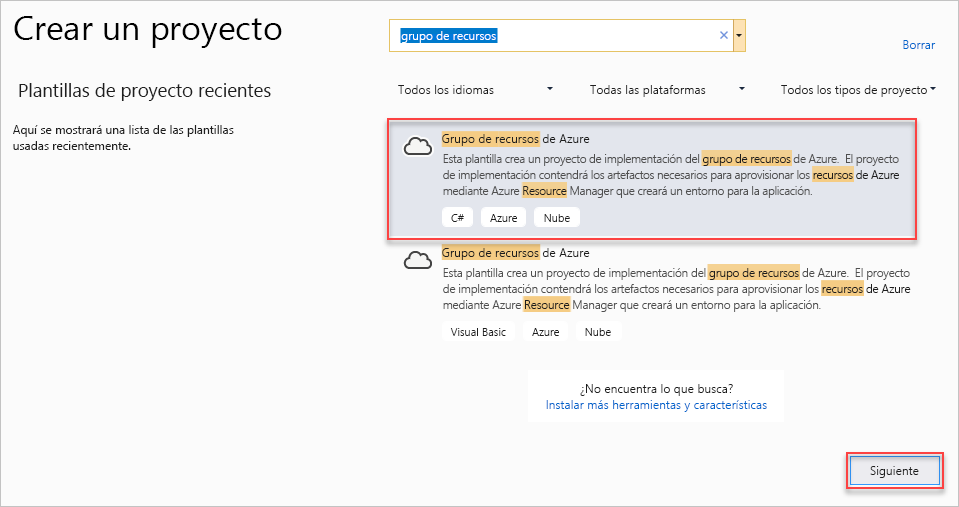 Crear un proyecto
grupo de recursos
Borrar
Plantillas de proyecto recientes
Aquí se mostrará una lista de las plantillas
usadas recientemente.
Todos los idiomas
Todas las plataformas
Todos los tipos de proyecto
Grupo de recursos de Azure
Esta plantilla crea un proyecto de implementación del grupo de recursos de Azure. El proyecto
de implementación contendrá los artefactos necesarios para aprovisionar los recursos de Azure
mediante Azure Resource Manager que creará un entorno para la aplicación.
C#
Azure
Nube
Grupo de recursos de Azure
Esta plantilla crea un proyecto de implementación del grupo de recursos de Azure. El proyecto
de implementación contendrá los artefactos necesarios para aprovisionar los recursos de Azure
mediante Azure Resource Manager que creará un entorno para la aplicación.
Visual Basic
Azure
Nube
¿No encuentra lo que busca?
Instalar más herramientas y características
Siguiente